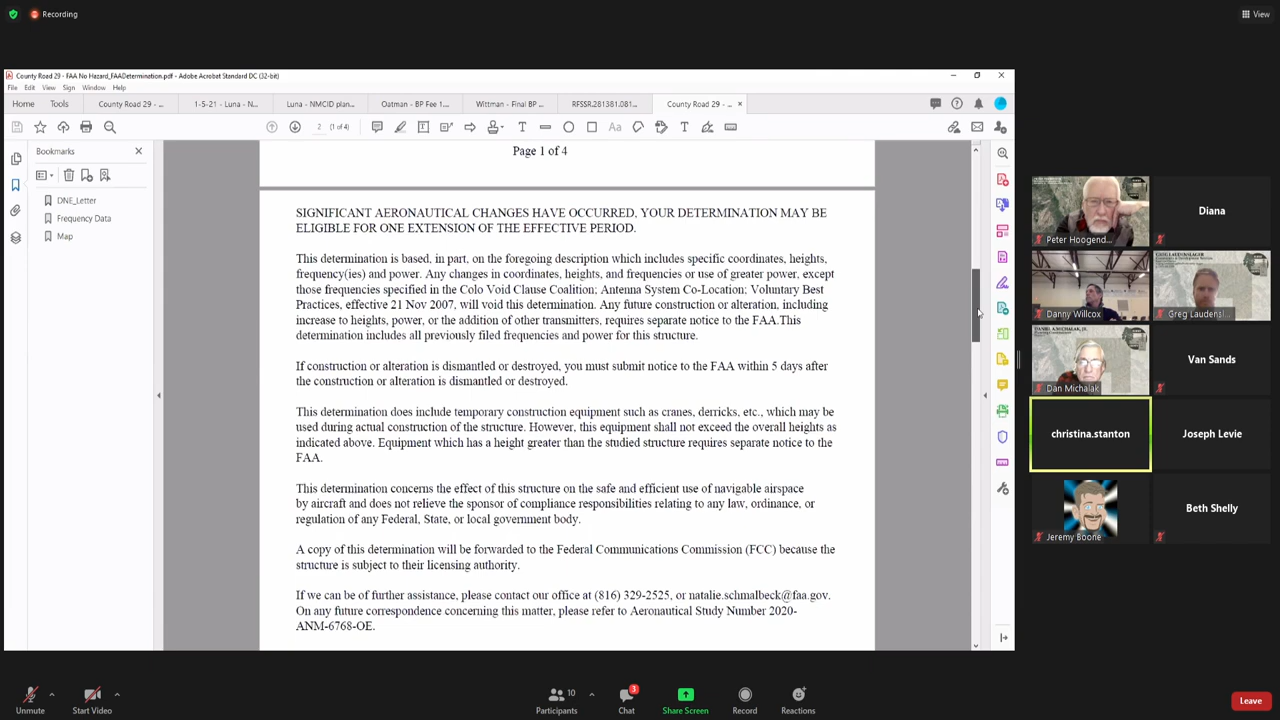 Recording
View
County Road 29 - FAA No Hazard_FAADetermination.pdf - Adobe Acrobat Standard DC (32-bit)
File Edit View Sign Window Help
Home Tools County Road 29 - ... 1-5-21 - Luna - N... Luna - NMCID plan... Oatman - BP Fee 1... Wittman - Final BP ... RFSSR.281381.081... County Road 29 - ... ×
2 (1 of 4)
Bookmarks
DNE_Letter
Frequency Data
Map
Page 1 of 4
SIGNIFICANT AERONAUTICAL CHANGES HAVE OCCURRED, YOUR DETERMINATION MAY BE
ELIGIBLE FOR ONE EXTENSION OF THE EFFECTIVE PERIOD.
This determination is based, in part, on the foregoing description which includes specific coordinates, heights,
frequency(ies) and power. Any changes in coordinates, heights, and frequencies or use of greater power, except
those frequencies specified in the Colo Void Clause Coalition; Antenna System Co-Location; Voluntary Best
Practices, effective 21 Nov 2007, will void this determination. Any future construction or alteration, including
increase to heights, power, or the addition of other transmitters, requires separate notice to the FAA.This
determination includes all previously filed frequencies and power for this structure.
If construction or alteration is dismantled or destroyed, you must submit notice to the FAA within 5 days after
the construction or alteration is dismantled or destroyed.
This determination does include temporary construction equipment such as cranes, derricks, etc., which may be
used during actual construction of the structure. However, this equipment shall not exceed the overall heights as
indicated above. Equipment which has a height greater than the studied structure requires separate notice to the
FAA.
This determination concerns the effect of this structure on the safe and efficient use of navigable airspace
by aircraft and does not relieve the sponsor of compliance responsibilities relating to any law, ordinance, or
regulation of any Federal, State, or local government body.
A copy of this determination will be forwarded to the Federal Communications Commission (FCC) because the
structure is subject to their licensing authority.
If we can be of further assistance, please contact our office at (816) 329-2525, or natalie.schmalbeck@faa.gov.
On any future correspondence concerning this matter, please refer to Aeronautical Study Number 2020-
ANM-6768-OE.
Peter Hoogend...
Diana
Danny Willcox
Greg Laudensl...
Dan Michalak
Van Sands
christina.stanton
Joseph Levie
Jeremy Boone
Beth Shelly
Unmute
Start Video
Participants 10
Chat 3
Share Screen
Record
Reactions
Leave